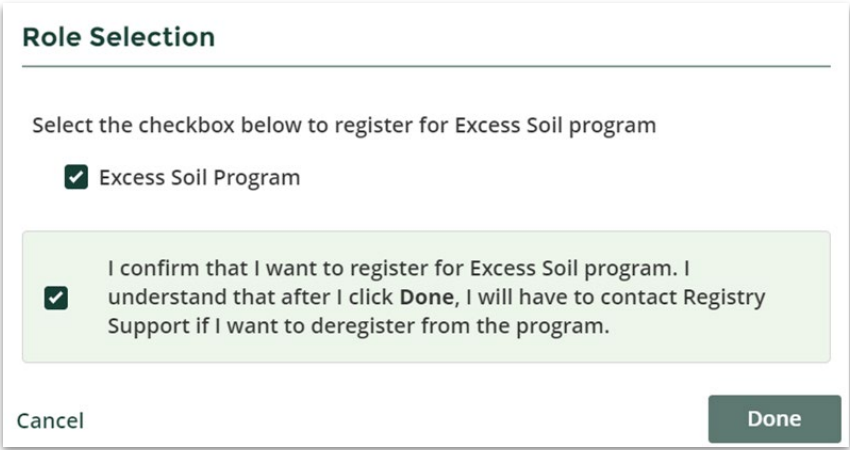 Role Selection
Select the checkbox below to register for Excess Soil program
Excess Soil Program
I confirm that I want to register for Excess Soil program. I
understand that after I click Done, I will have to contact Registry
Support if I want to deregister from the program.
Cancel
Done